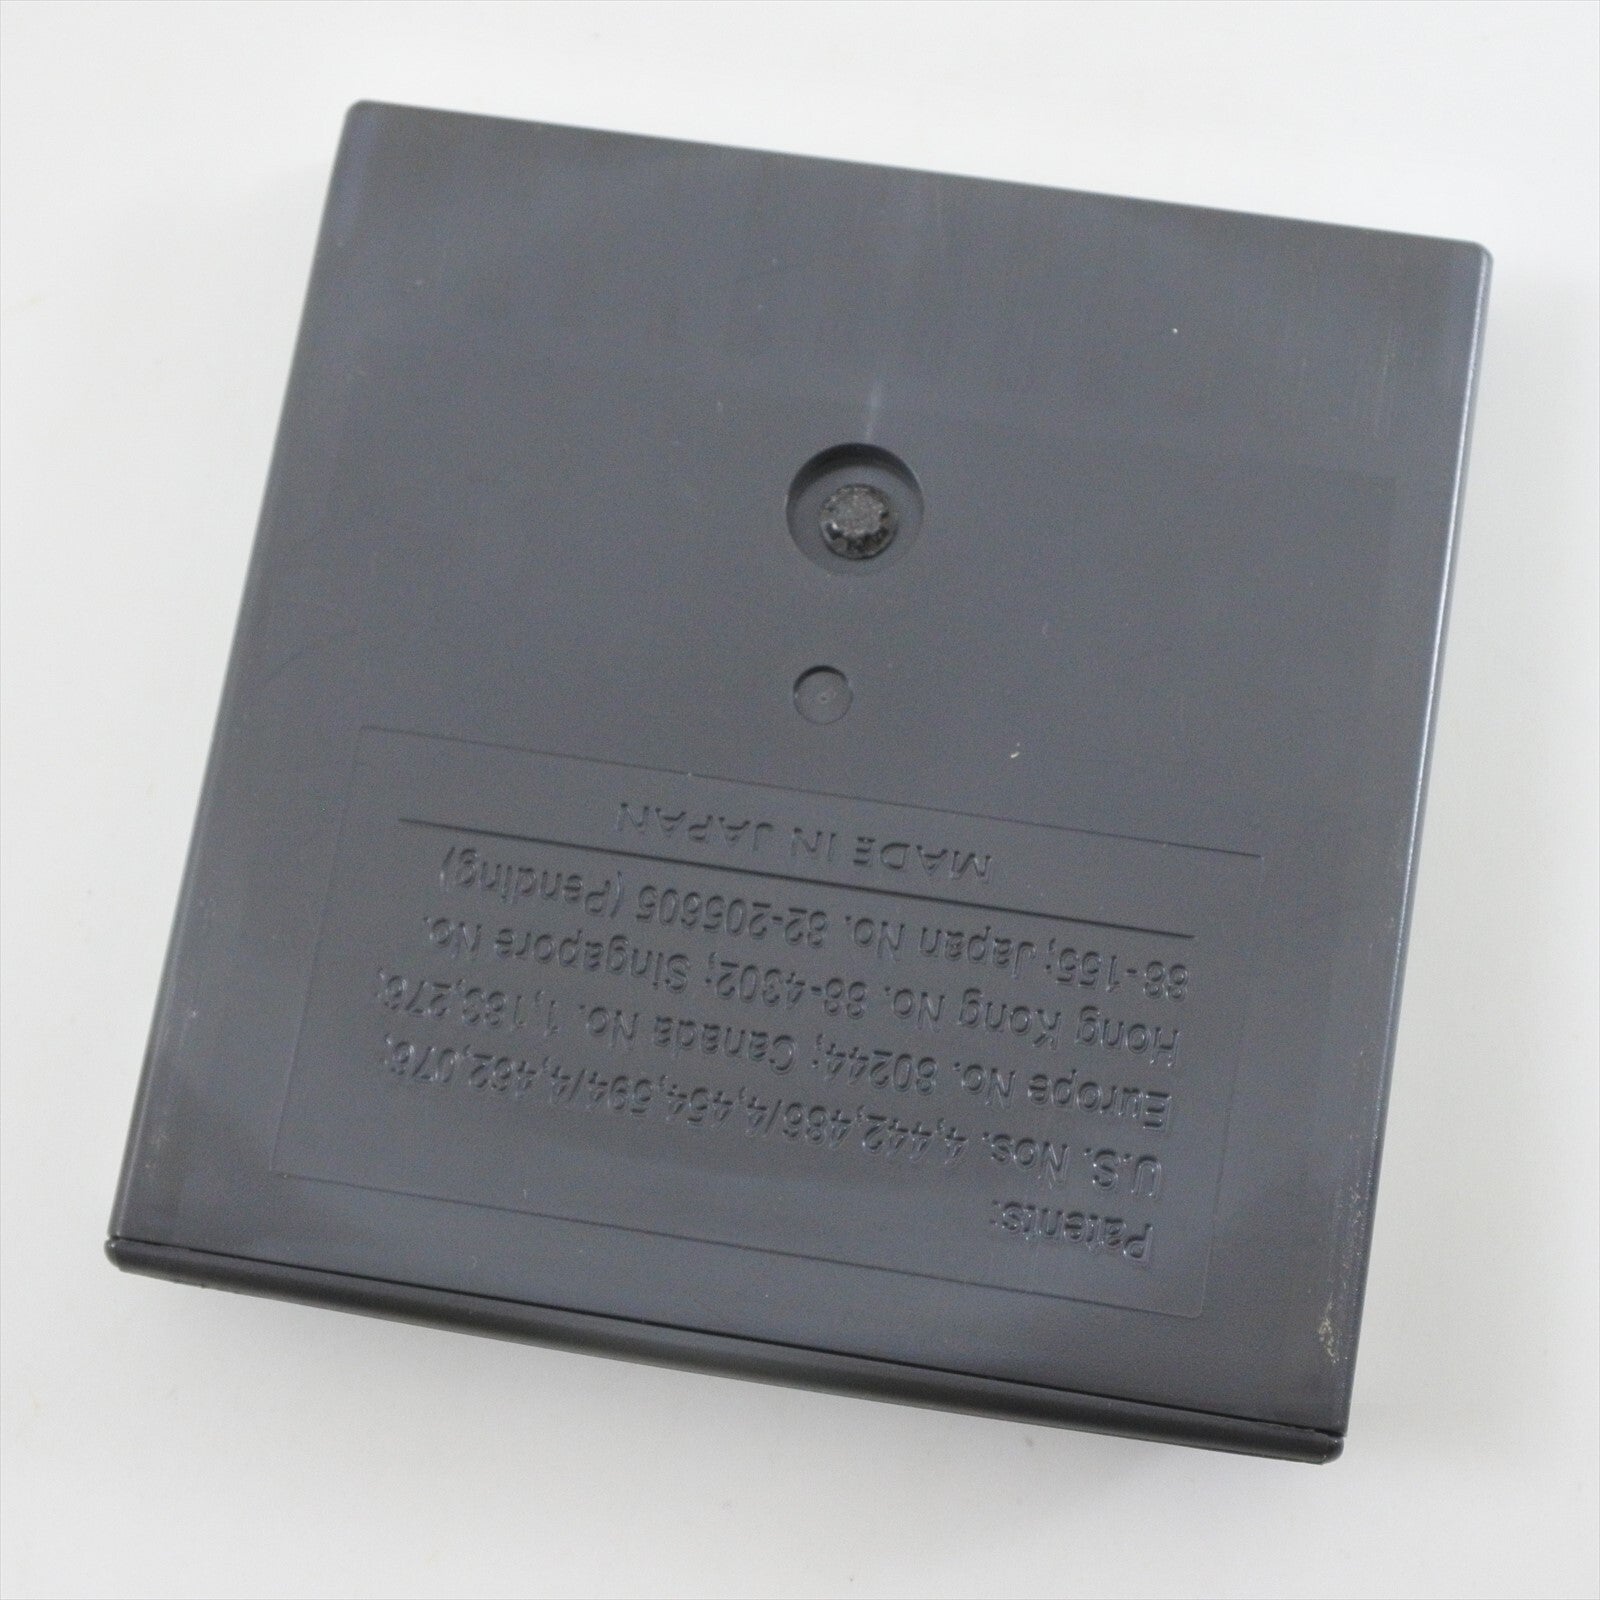 Patents:
U.S. Nos. 4,442,486/4,454,594/4,462,076;
Europe No. 80244; Canada No. 1,183,276;
Hong Kong No. 88-4302; Singapore No.
88-155; Japan No. 82-205605 (Pending)
MADE IN JAPAN